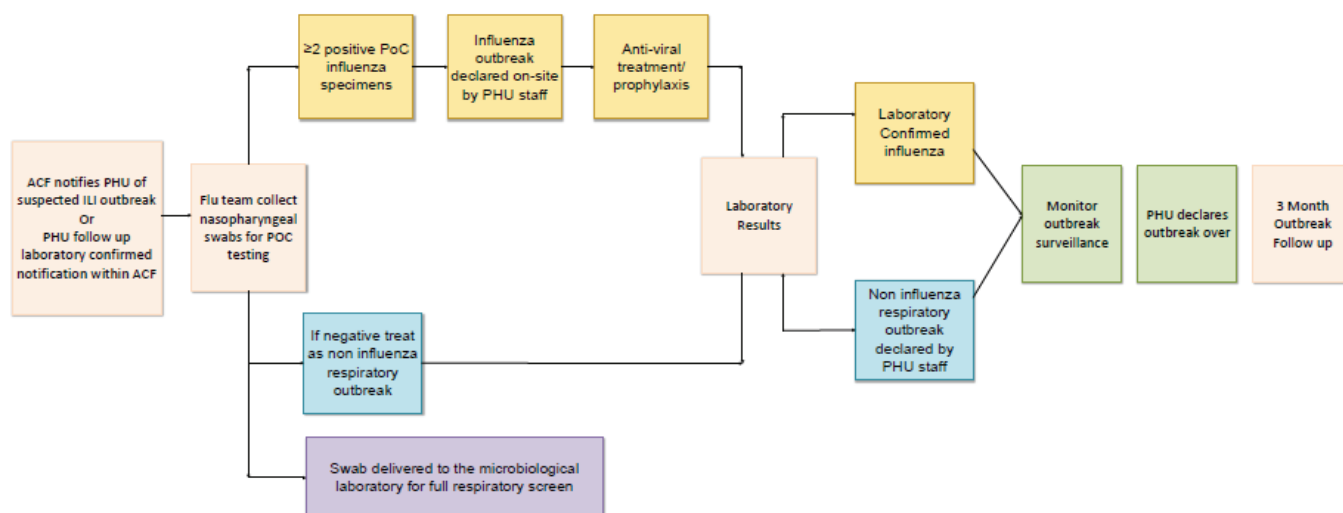 ACF notifies PHU of
suspected ILI outbreak
Or
PHU follow up
laboratory confirmed
notification within ACF
Flu team collect
nasopharyngeal
swabs for POC
testing
≥2 positive PoC
influenza
specimens
Influenza
outbreak
declared on-site
by PHU staff
Anti-viral
treatment/
prophylaxis
If negative treat
as non influenza
respiratory
outbreak
Swab delivered to the microbiological
laboratory for full respiratory screen
Laboratory
Results
Laboratory
Confirmed
influenza
Non influenza
respiratory
outbreak
declared by
PHU staff
Monitor
outbreak
surveillance
PHU declares
outbreak over
3 Month
Outbreak
Follow up